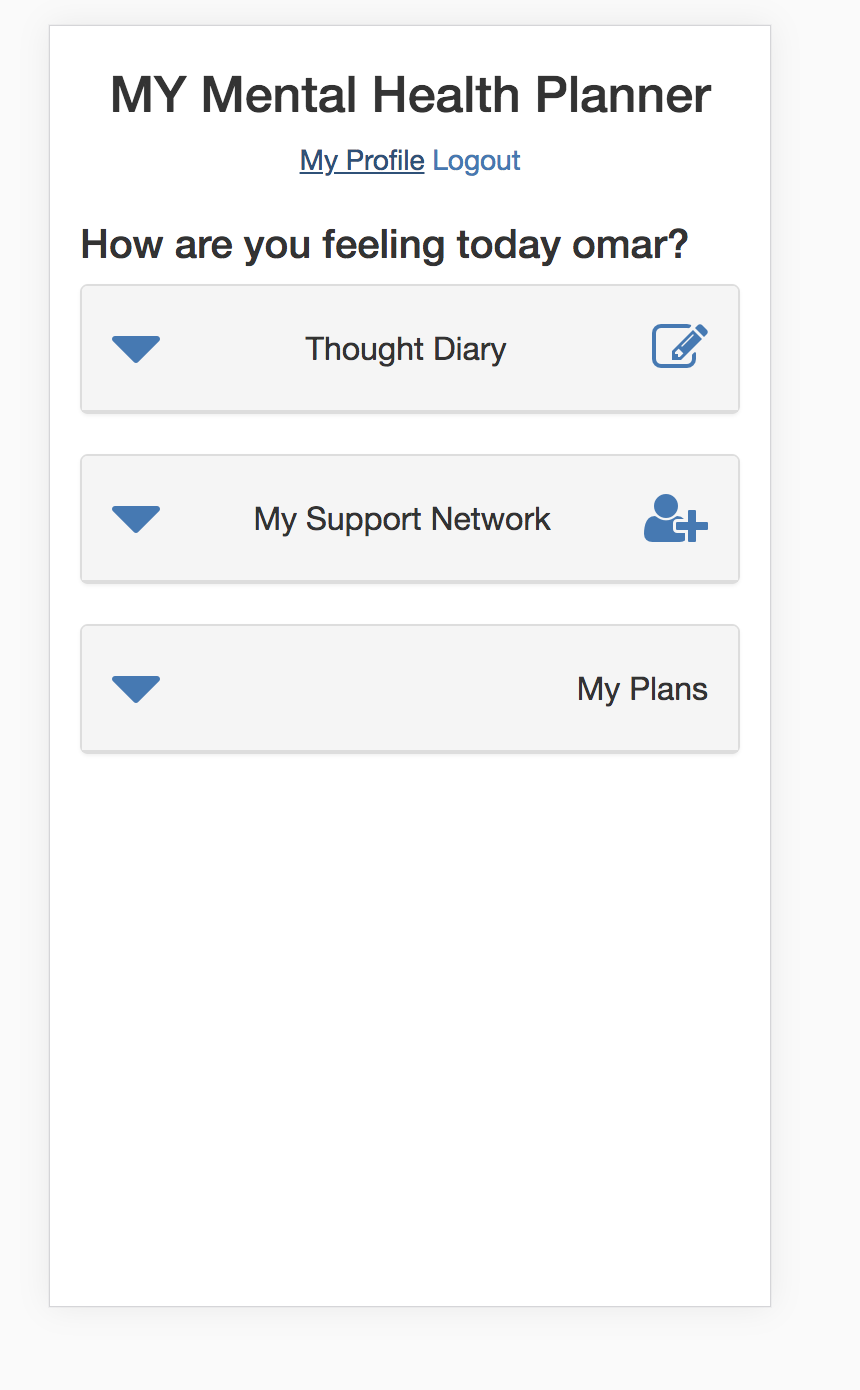 MY Mental Health Planner
My Profile Logout
How are you feeling today omar?
Thought Diary
My Support Network
My Plans